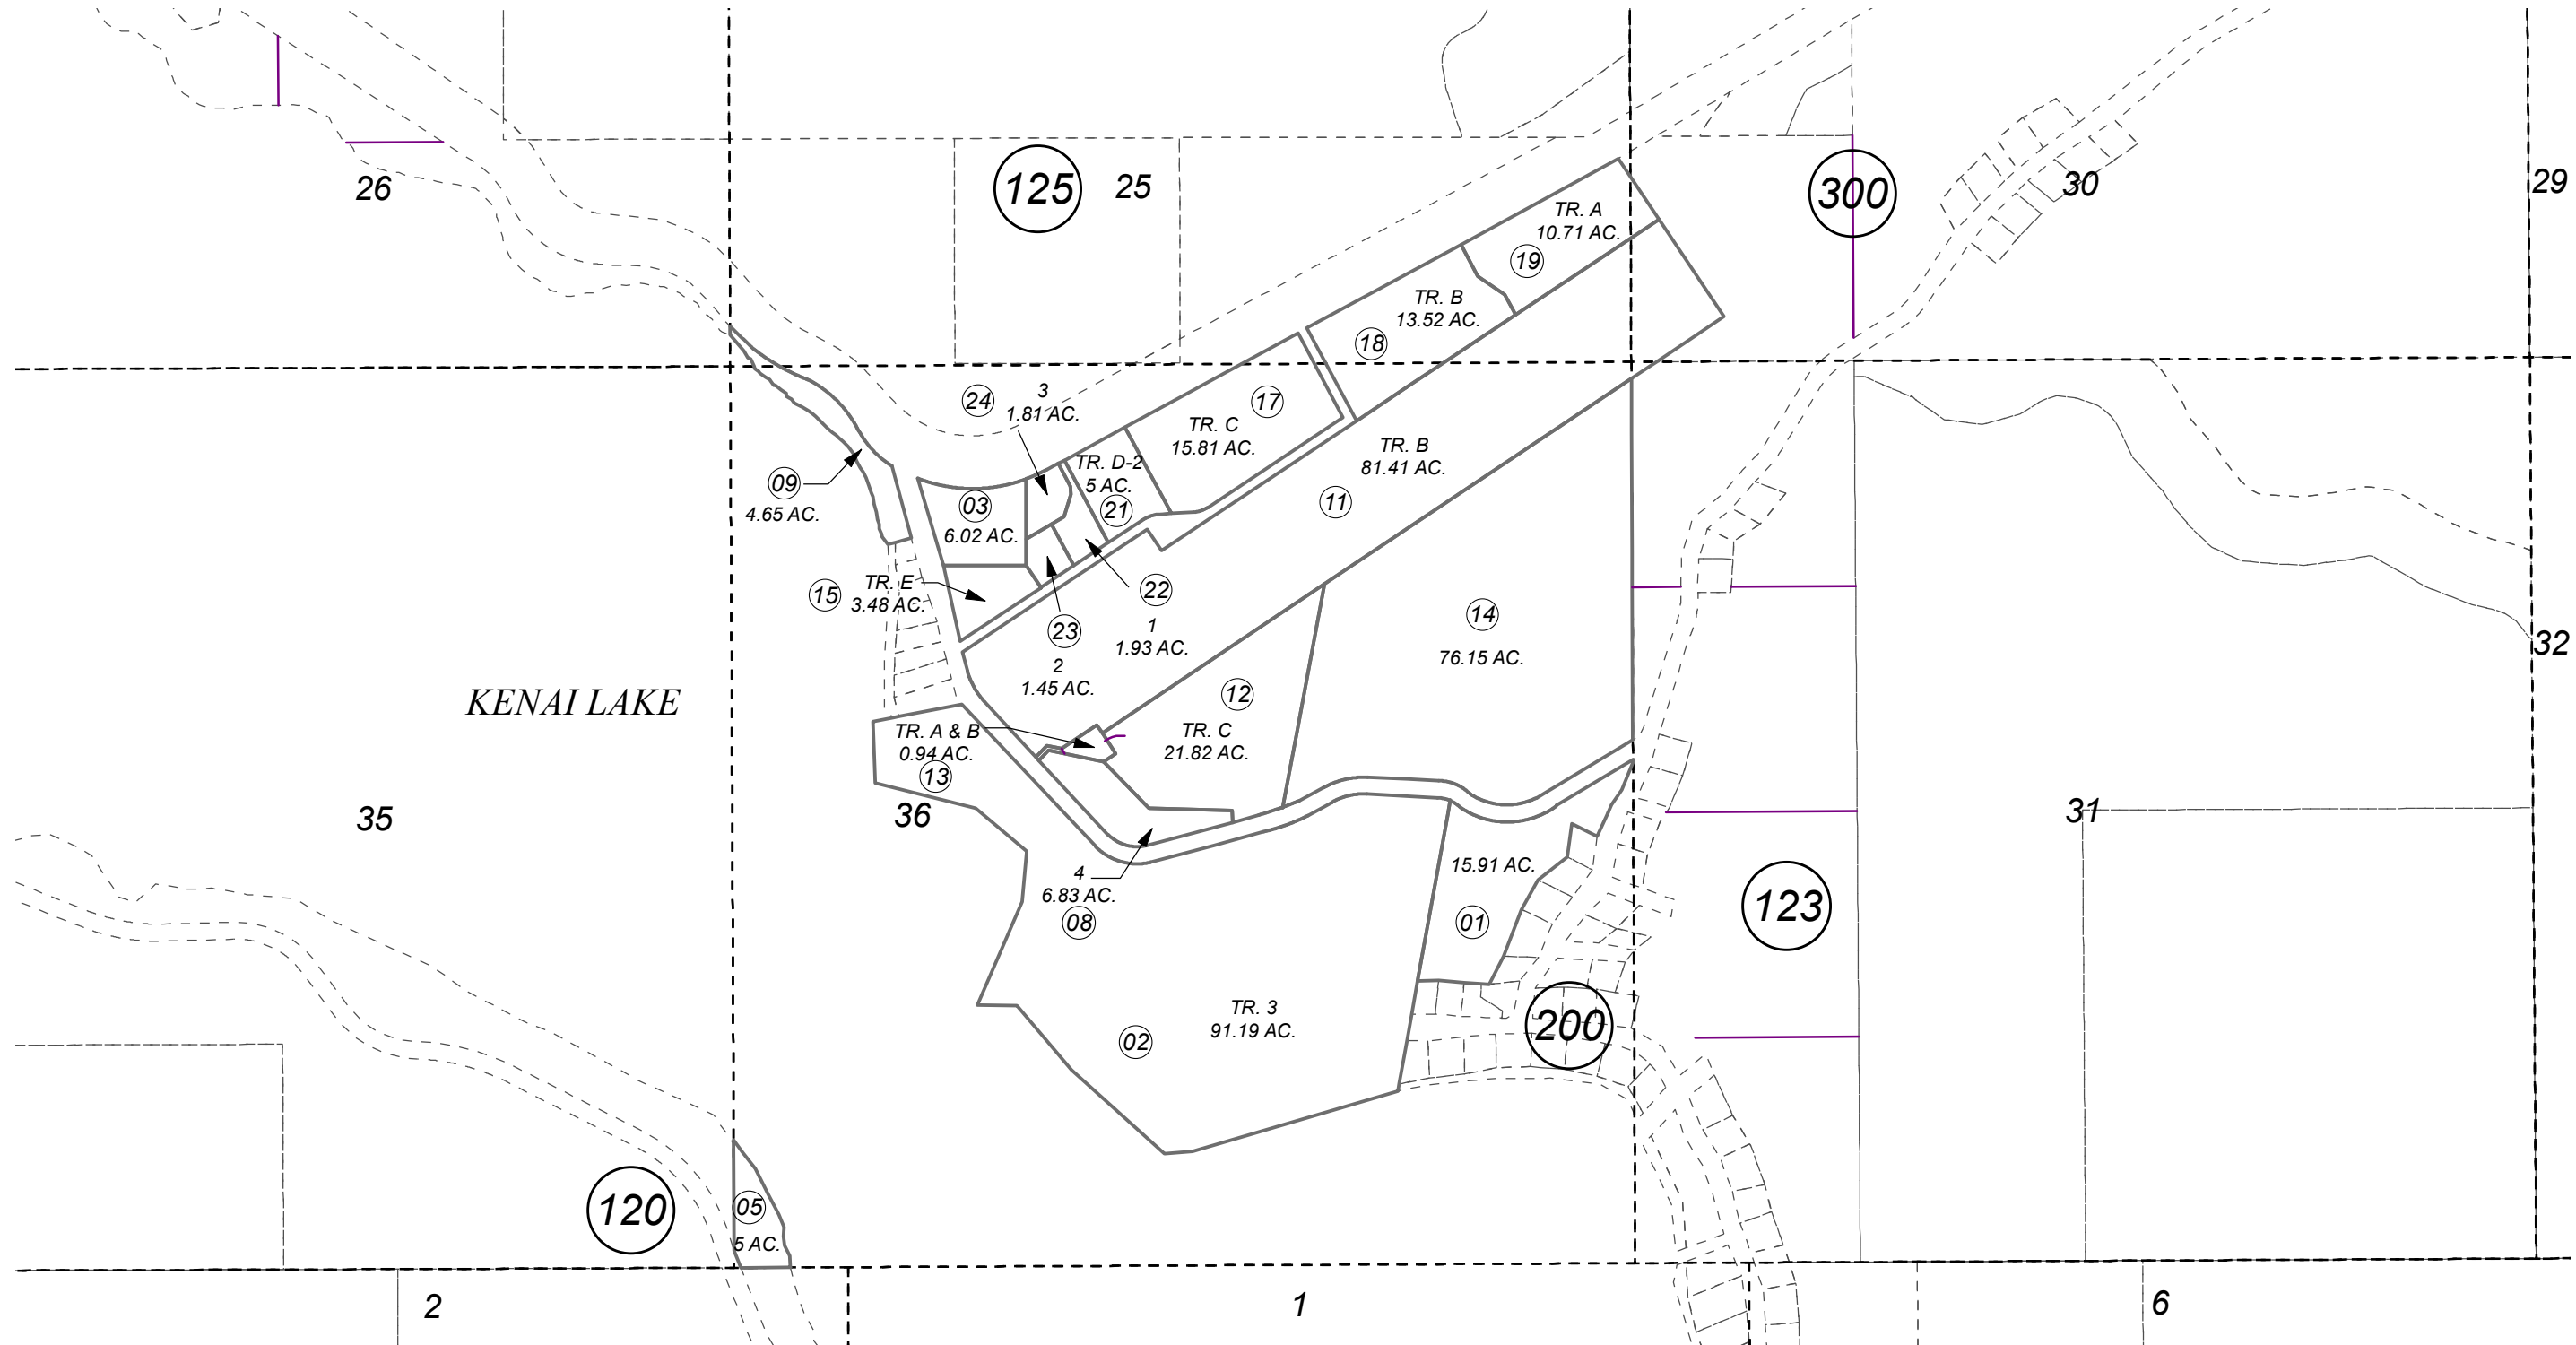 26
125
25
300
30
29
TR. A
10.71 AC.
19
TR. B
13.52 AC.
18
24
3
1.81 AC.
17
TR. C
15.81 AC.
TR. B
81.41 AC.
11
TR. D-2
5 AC.
21
09
4.65 AC.
03
6.02 AC.
15
TR. E
3.48 AC.
22
23
1
1.93 AC.
2
1.45 AC.
14
76.15 AC.
32
KENAI LAKE
12
TR. C
21.82 AC.
TR. A & B
0.94 AC.
13
35
36
31
4
6.83 AC.
08
15.91 AC.
01
123
TR. 3
91.19 AC.
02
200
120
05
5 AC.
2
1
6